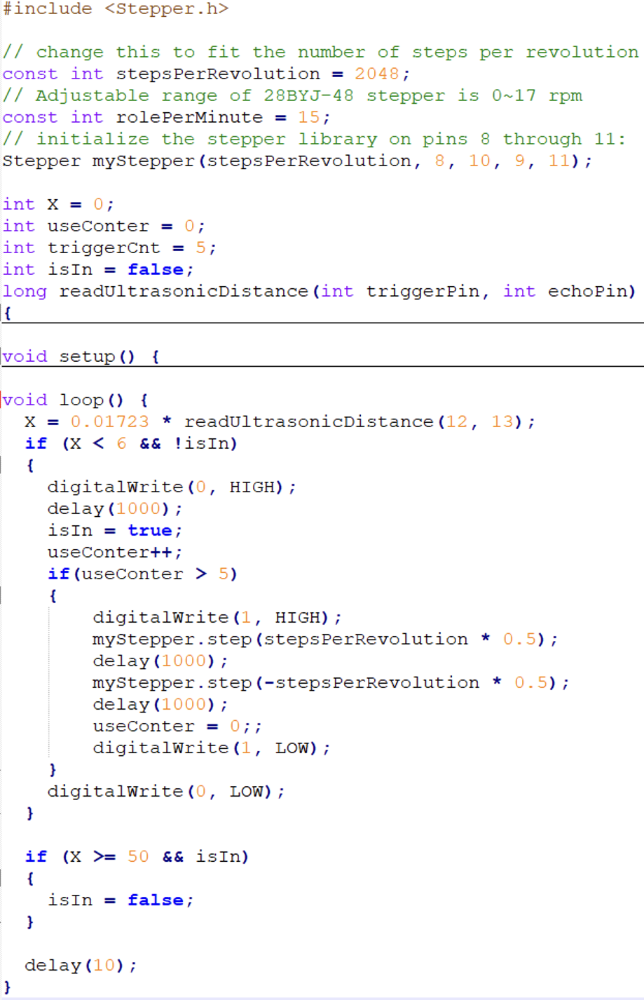 #include <Stepper.h>

// change this to fit the number of steps per revolution
const int stepsPerRevolution = 2048;
// Adjustable range of 28BYJ-48 stepper is 0~17 rpm
const int rolePerMinute = 15;
// initialize the stepper library on pins 8 through 11:
Stepper myStepper(stepsPerRevolution, 8, 10, 9, 11);

int X = 0;
int useConter = 0;
int triggerCnt = 5;
int isIn = false;
long readUltrasonicDistance(int triggerPin, int echoPin)
{

void setup() {

void loop() {
  X = 0.01723 * readUltrasonicDistance(12, 13);
  if (X < 6 && !isIn)
  {
    digitalWrite(0, HIGH);
    delay(1000);
    isIn = true;
    useConter++;
    if(useConter > 5)
    {
        digitalWrite(1, HIGH);
        myStepper.step(stepsPerRevolution * 0.5);
        delay(1000);
        myStepper.step(-stepsPerRevolution * 0.5);
        delay(1000);
        useConter = 0;;
        digitalWrite(1, LOW);
    }
    digitalWrite(0, LOW);
  }

  if (X >= 50 && isIn)
  {
    isIn = false;
  }

  delay(10);
}